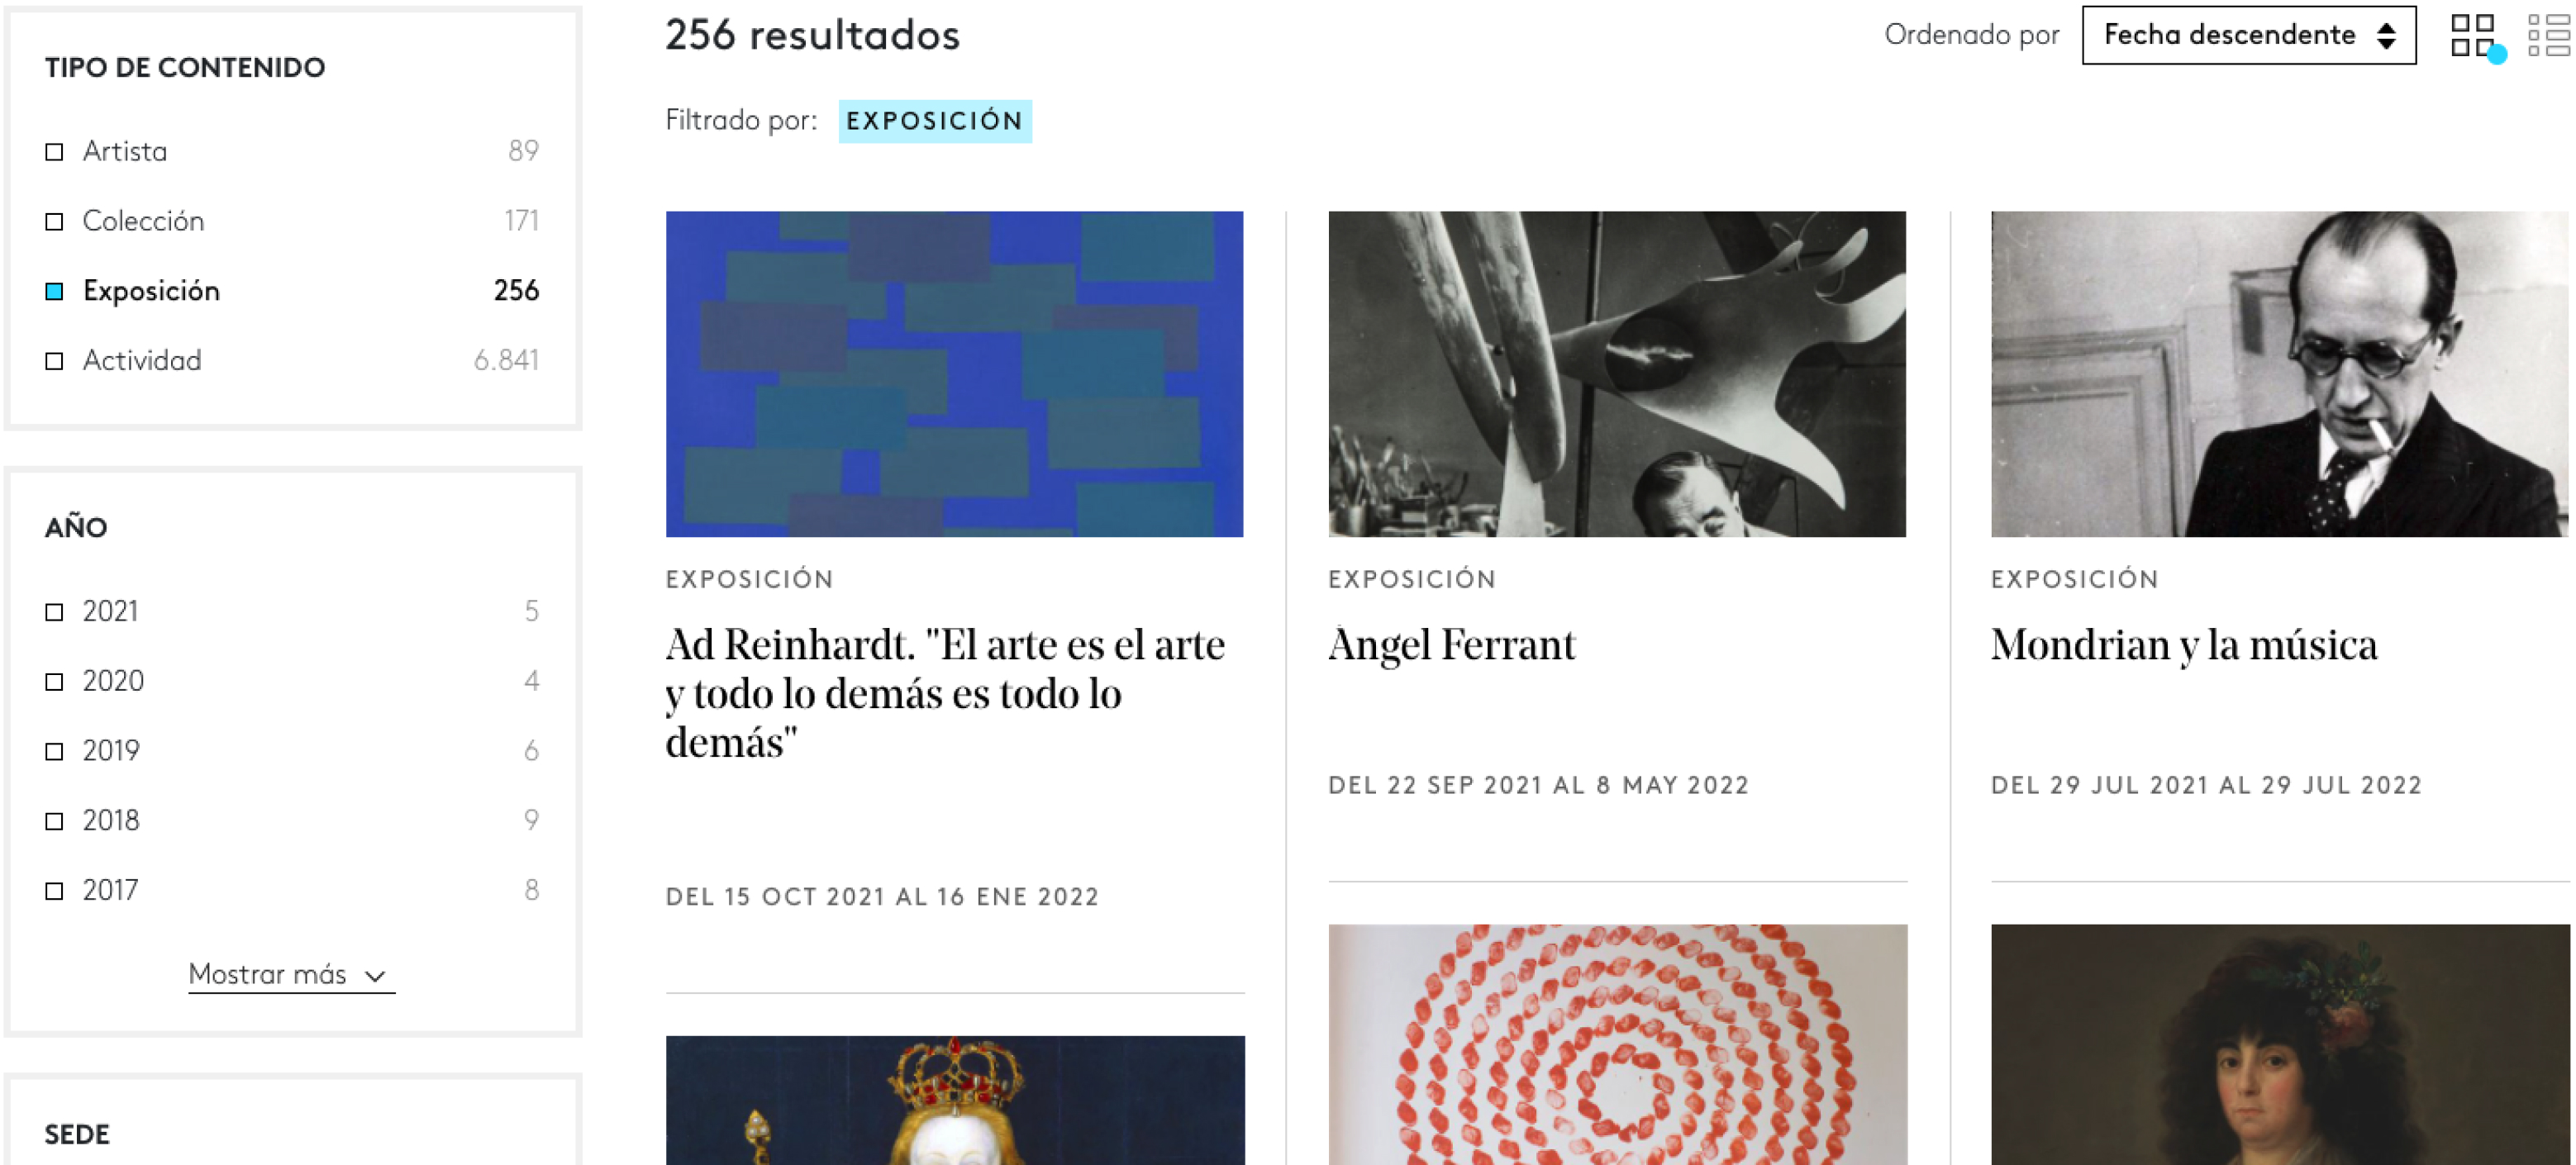 TIPO DE CONTENIDO
Artista 89
Colección 171
Exposición 256
Actividad 6.841
AÑO
2021 5
2020 4
2019 6
2018 9
2017 8
Mostrar más
SEDE
256 resultados
Ordenado por Fecha descendente
Filtrado por: EXPOSICIÓN
EXPOSICIÓN
Ad Reinhardt. "El arte es el arte
y todo lo demás es todo lo
demás"
DEL 15 OCT 2021 AL 16 ENE 2022
EXPOSICIÓN
Ángel Ferrant
DEL 22 SEP 2021 AL 8 MAY 2022
EXPOSICIÓN
Mondrian y la música
DEL 29 JUL 2021 AL 29 JUL 2022